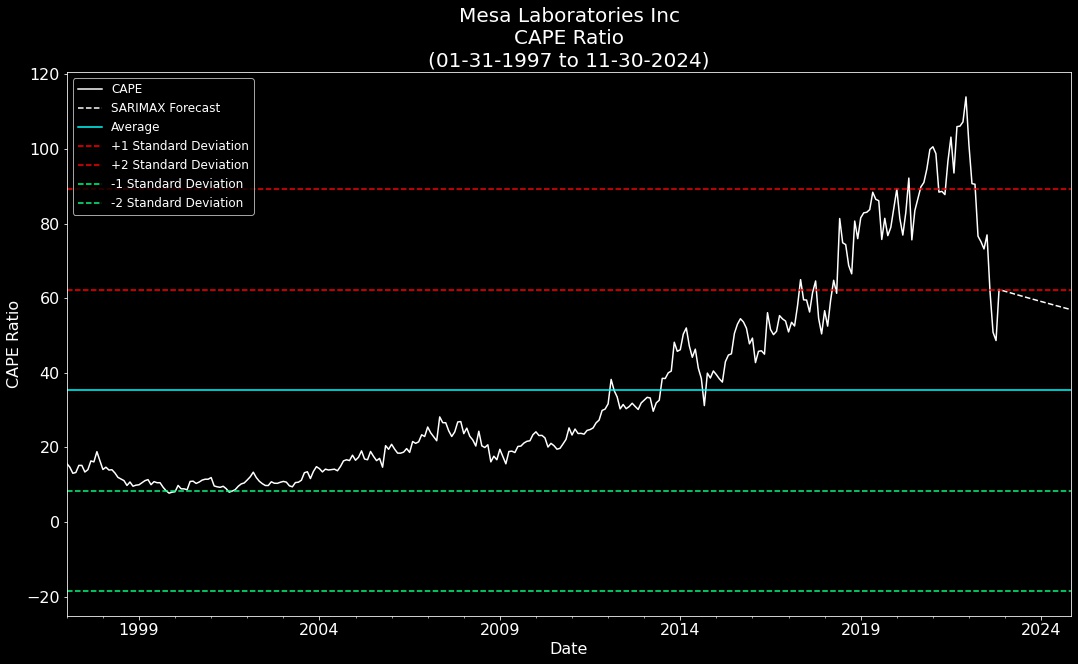 Mesa Laboratories Inc
CAPE Ratio
(01-31-1997 to 11-30-2024)
CAPE
SARIMAX Forecast
Average
+1 Standard Deviation
+2 Standard Deviation
-1 Standard Deviation
-2 Standard Deviation
CAPE Ratio
120
100
80
60
40
20
0
−20
1999
2004
2009
2014
2019
2024
Date